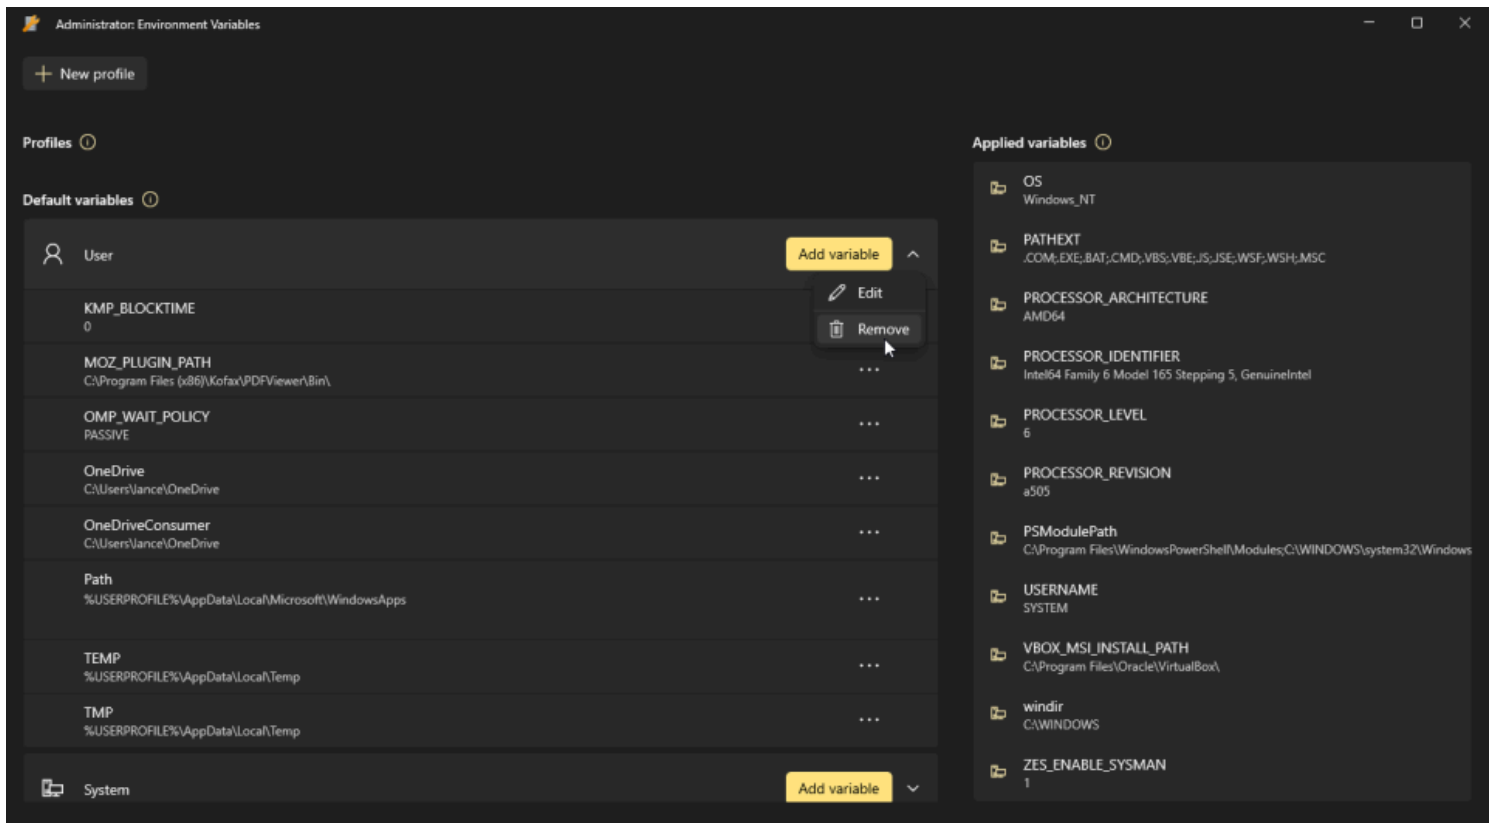 Administrator: Environment Variables
New profile
Profiles
Default variables
User
Add variable
Edit
Remove
KMP_BLOCKTIME
0
MOZ_PLUGIN_PATH
C:\Program Files (x86)\Kofax\PDFViewer\Bin\
OMP_WAIT_POLICY
PASSIVE
OneDrive
C:\Users\lance\OneDrive
OneDriveConsumer
C:\Users\lance\OneDrive
Path
%USERPROFILE%\AppData\Local\Microsoft\WindowsApps
TEMP
%USERPROFILE%\AppData\Local\Temp
TMP
%USERPROFILE%\AppData\Local\Temp
System
Add variable
Applied variables
OS
Windows_NT
PATHEXT
.COM;.EXE;.BAT;.CMD;.VBS;.VBE;.JS;.JSE;.WSF;.WSH;.MSC
PROCESSOR_ARCHITECTURE
AMD64
PROCESSOR_IDENTIFIER
Intel64 Family 6 Model 165 Stepping 5, GenuineIntel
PROCESSOR_LEVEL
6
PROCESSOR_REVISION
a505
PSModulePath
C:\Program Files\WindowsPowerShell\Modules;C:\WINDOWS\system32\Windows
USERNAME
SYSTEM
VBOX_MSI_INSTALL_PATH
C:\Program Files\Oracle\VirtualBox\
windir
C:\WINDOWS
ZES_ENABLE_SYSMAN
1